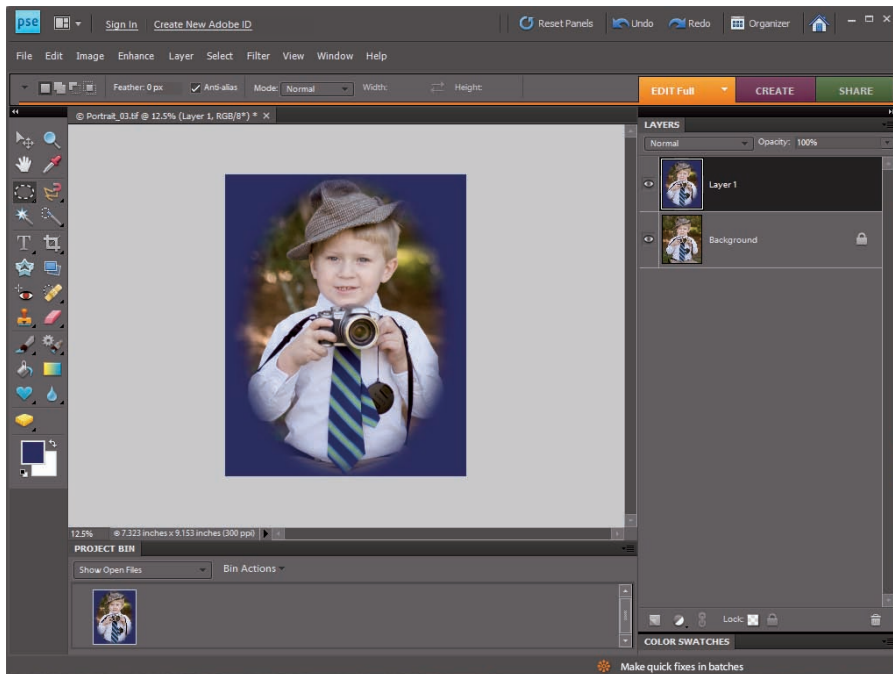 pse Sign In Create New Adobe ID Reset Panels Undo Redo Organizer
File Edit Image Enhance Layer Select Filter View Window Help
Feather: 0 px Anti-alias Mode: Normal Width: Height: EDIT Full CREATE SHARE
© Portrait_03.tif @ 12.5% (Layer 1, RGB/8*) * X
LAYERS
Normal Opacity: 100%
Layer 1
Background
12.5% 7.323 inches x 9.153 inches (300 ppi)
PROJECT BIN
Show Open Files Bin Actions
Lock:
COLOR SWATCHES
Make quick fixes in batches